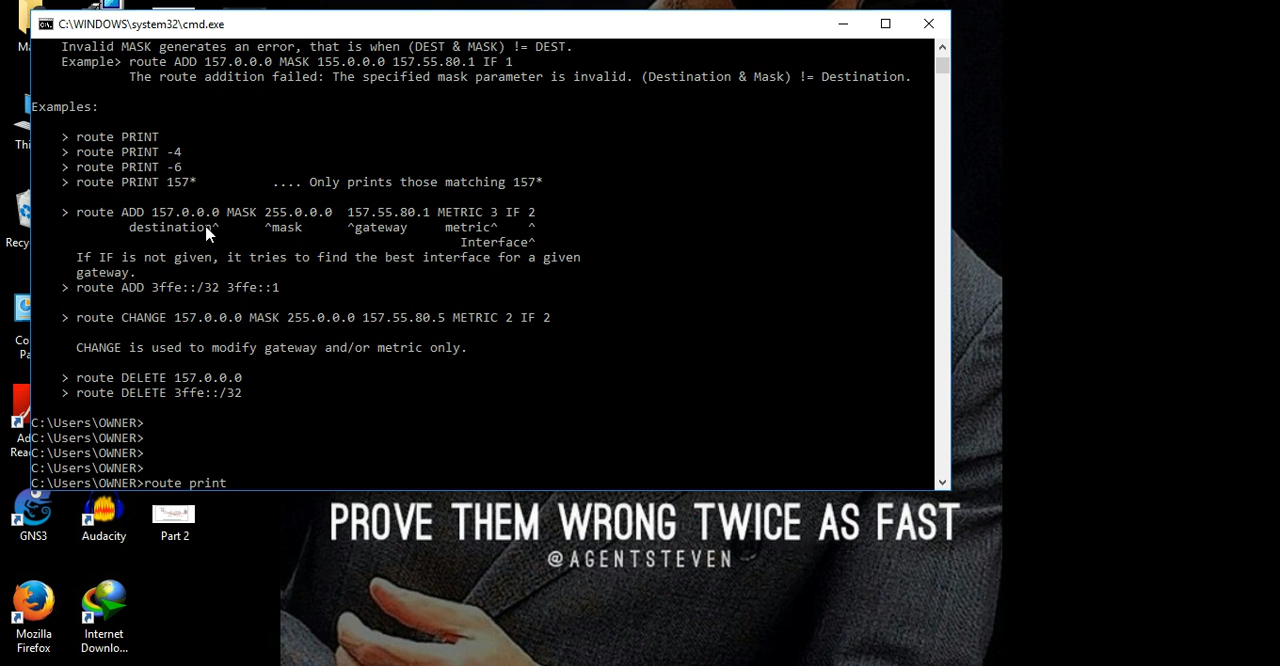 C:\WINDOWS\system32\cmd.exe
Invalid MASK generates an error, that is when (DEST & MASK) != DEST.
Example> route ADD 157.0.0.0 MASK 155.0.0.0 157.55.80.1 IF 1
The route addition failed: The specified mask parameter is invalid. (Destination & Mask) != Destination.
Examples:
> route PRINT
> route PRINT -4
> route PRINT -6
> route PRINT 157*          .... Only prints those matching 157*
> route ADD 157.0.0.0 MASK 255.0.0.0  157.55.80.1 METRIC 3 IF 2
destination^      ^mask      ^gateway     metric^    ^
Interface^
If IF is not given, it tries to find the best interface for a given
gateway.
> route ADD 3ffe::/32 3ffe::1
> route CHANGE 157.0.0.0 MASK 255.0.0.0 157.55.80.5 METRIC 2 IF 2
CHANGE is used to modify gateway and/or metric only.
> route DELETE 157.0.0.0
> route DELETE 3ffe::/32
C:\Users\OWNER>
C:\Users\OWNER>
C:\Users\OWNER>
C:\Users\OWNER>
C:\Users\OWNER>route print
GNS3
Audacity
Part 2
Mozilla
Firefox
Internet
Downlo...
PROVE THEM WRONG TWICE AS FAST
@AGENTSTEVEN